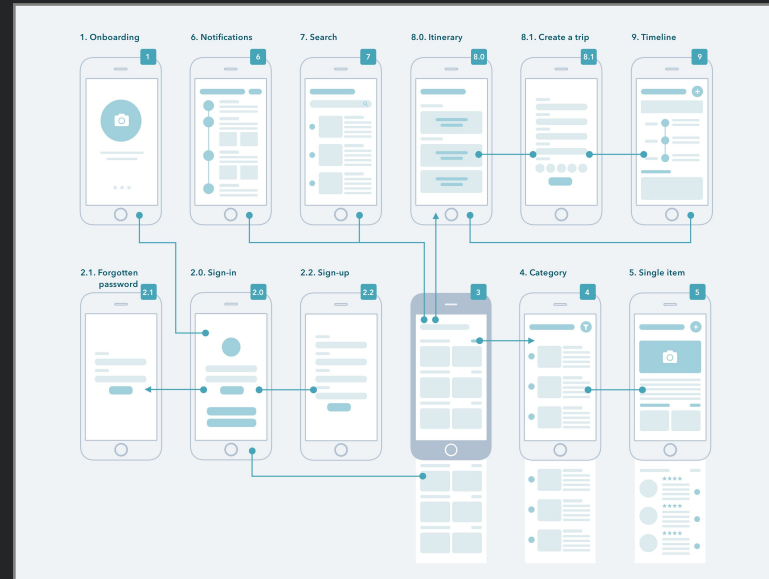 1. Onboarding
6. Notifications
7. Search
8.0. Itinerary
8.1. Create a trip
9. Timeline
1
6
7
8.0
8.1
9
2.1. Forgotten
password
2.0. Sign-in
2.2. Sign-up
4. Category
5. Single item
2.1
2.0
2.2
3
4
5